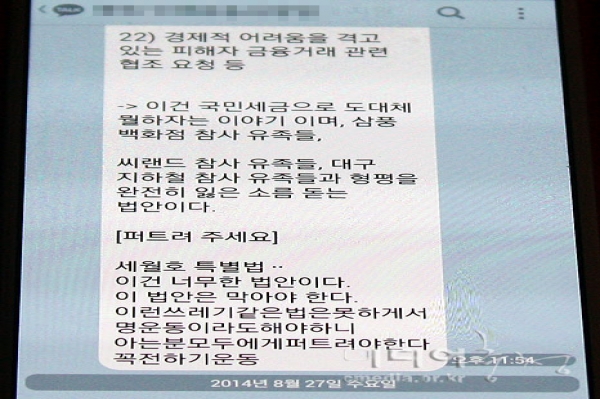 TALK
22) 경제적 어려움을 격고
있는 피해자 금융거래 관련
협조 요청 등
-> 이건 국민세금으로 도대체
뭘하자는 이야기 이며, 삼풍
백화점 참사 유족들,
씨랜드 참사 유족들, 대구
지하철 참사 유족들과 형평을
완전히 잃은 소름 돋는
법안이다.
[퍼트려 주세요]
세월호 특별법 ··
이건 너무한 법안이다.
이 법안은 막아야 한다.
이런쓰레기같은법은못하게서
명운동이라도해야하니
아는분모두에게퍼트려야한다
꼭전하기운동
오후 11:54
2014년 8월 27일 수요일